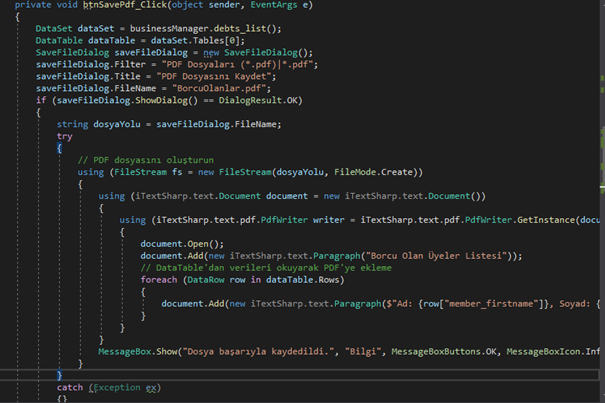 private void btnSavePdf_Click(object sender, EventArgs e)
{
DataSet dataSet = businessManager.debts_list();
DataTable dataTable = dataSet.Tables[0];
SaveFileDialog saveFileDialog = new SaveFileDialog();
saveFileDialog.Filter = "PDF Dosyaları (*.pdf)|*.pdf";
saveFileDialog.Title = "PDF Dosyasını Kaydet";
saveFileDialog.FileName = "BorcuOlanlar.pdf";
if (saveFileDialog.ShowDialog() == DialogResult.OK)
{
string dosyaYolu = saveFileDialog.FileName;
try
{
// PDF dosyasını oluşturun
using (FileStream fs = new FileStream(dosyaYolu, FileMode.Create))
{
using (iTextSharp.text.Document document = new iTextSharp.text.Document())
{
using (iTextSharp.text.pdf.PdfWriter writer = iTextSharp.text.pdf.PdfWriter.GetInstance(docu
{
document.Open();
document.Add(new iTextSharp.text.Paragraph("Borcu Olan Üyeler Listesi"));
// DataTable'dan verileri okuyarak PDF'ye ekleme
foreach (DataRow row in dataTable.Rows)
{
document.Add(new iTextSharp.text.Paragraph($"Ad: {row["member_firstname"]}, Soyad: {
}
}
}
MessageBox.Show("Dosya başarıyla kaydedildi.", "Bilgi", MessageBoxButtons.OK, MessageBoxIcon.Inf
}
}
catch (Exception ex)
{}